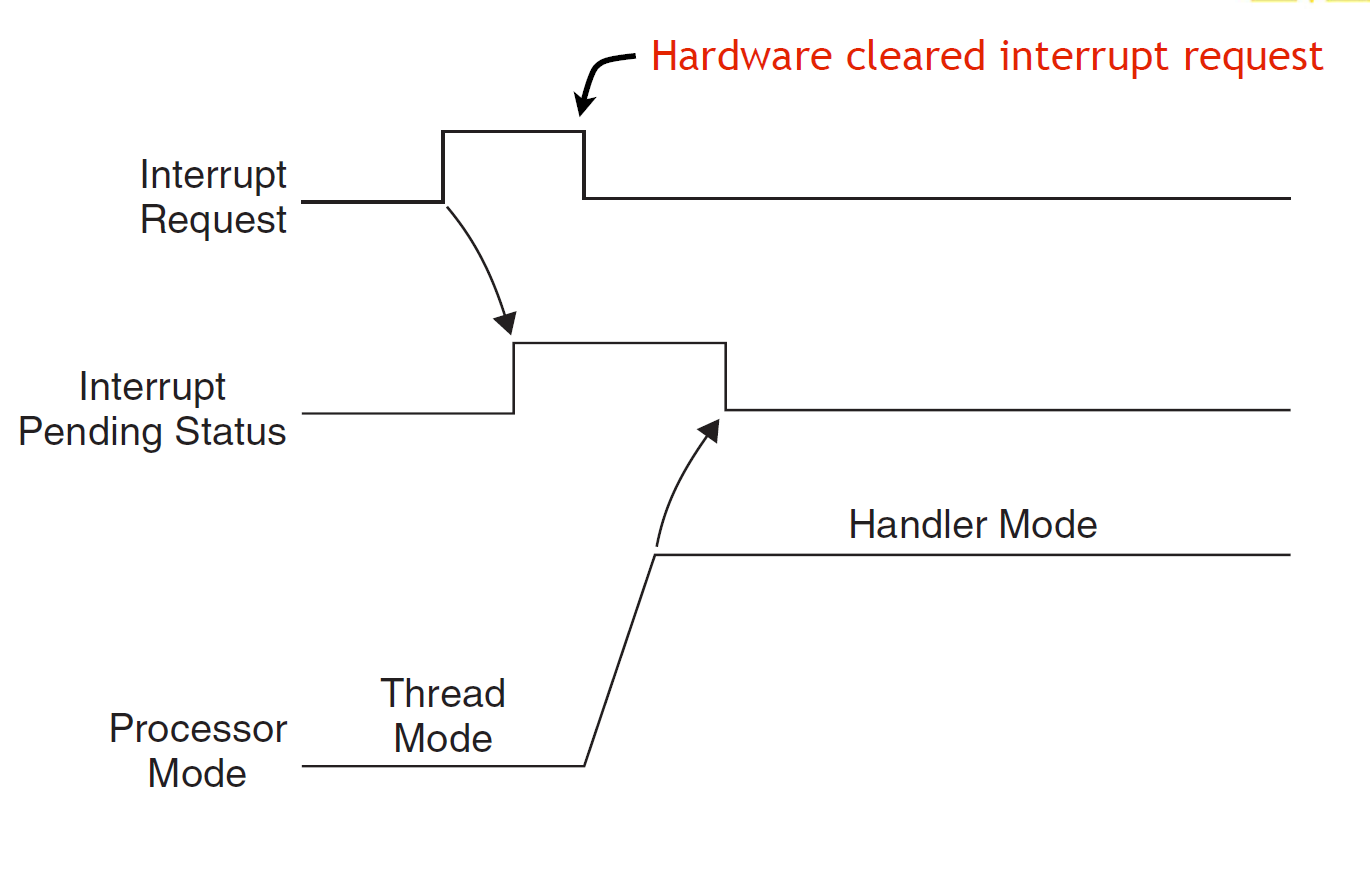 Hardware cleared interrupt request
Interrupt
Request
Interrupt
Pending Status
Handler Mode
Thread
Mode
Processor
Mode